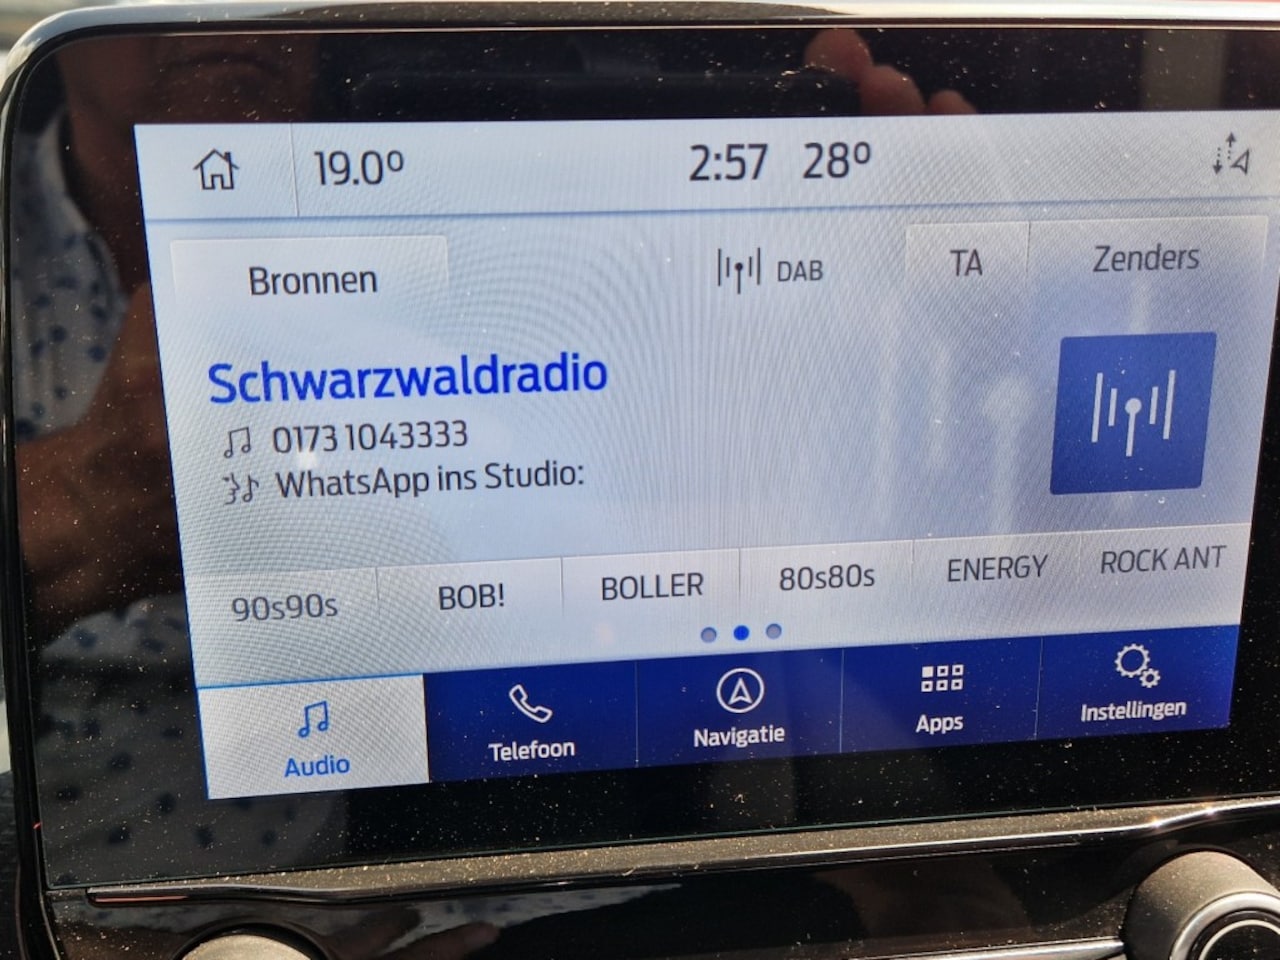 19.0° 2:57 28°
Bronnen DAB TA Zenders
Schwarzwaldradio
0173 1043333
WhatsApp ins Studio:
90s90s BOB! BOLLER 80s80s ENERGY ROCK ANT
Audio Telefoon Navigatie Apps Instellingen